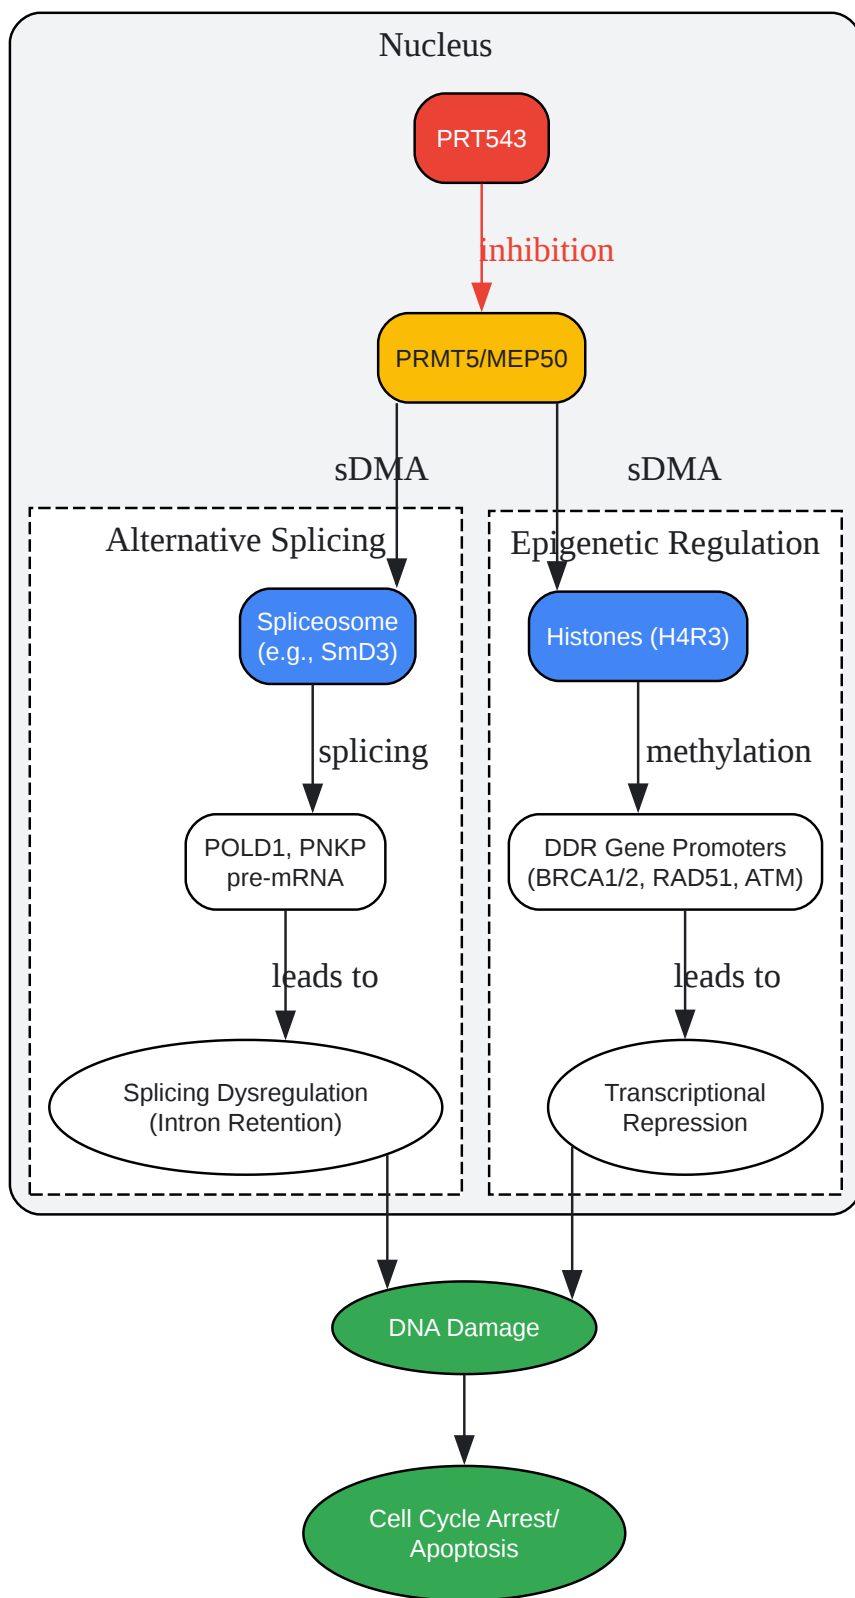 Nucleus
PRT543
inhibition
PRMT5/MEP50
sDMA
sDMA
Alternative Splicing
Epigenetic Regulation
Spliceosome
(e.g., SmD3)
Histones (H4R3)
splicing
methylation
POLD1, PNKP
pre-mRNA
DDR Gene Promoters
(BRCA1/2, RAD51, ATM)
leads to
leads to
Splicing Dysregulation
(Intron Retention)
Transcriptional
Repression
DNA Damage
Cell Cycle Arrest/
Apoptosis